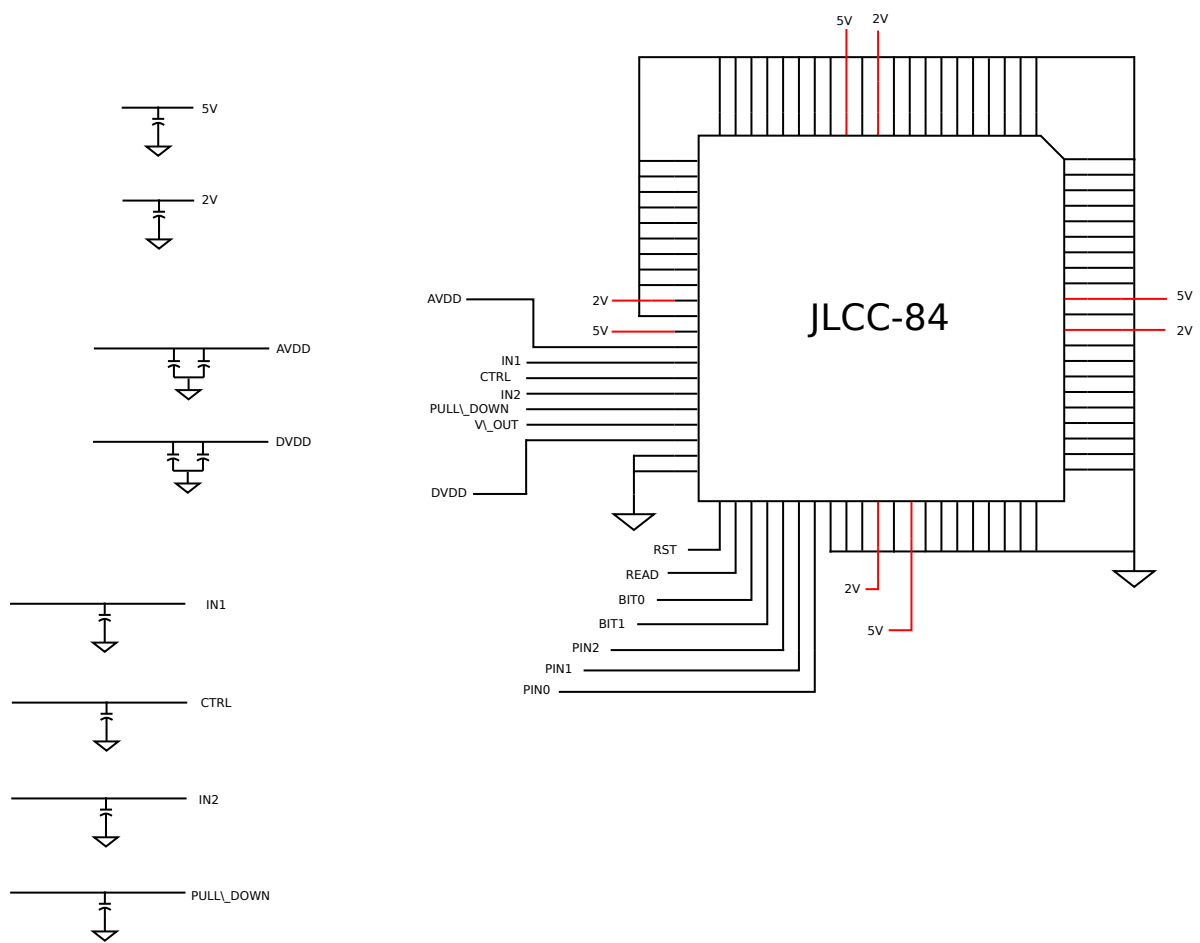 5V
2V
5V
2V
AVDD
DVDD
IN1
CTRL
IN2
PULL\_DOWN
AVDD
2V
5V
IN1
CTRL
IN2
PULL\_DOWN
V\_OUT
DVDD
JLCC-84
5V
2V
RST
READ
BIT0
BIT1
PIN2
PIN1
PIN0
2V
5V